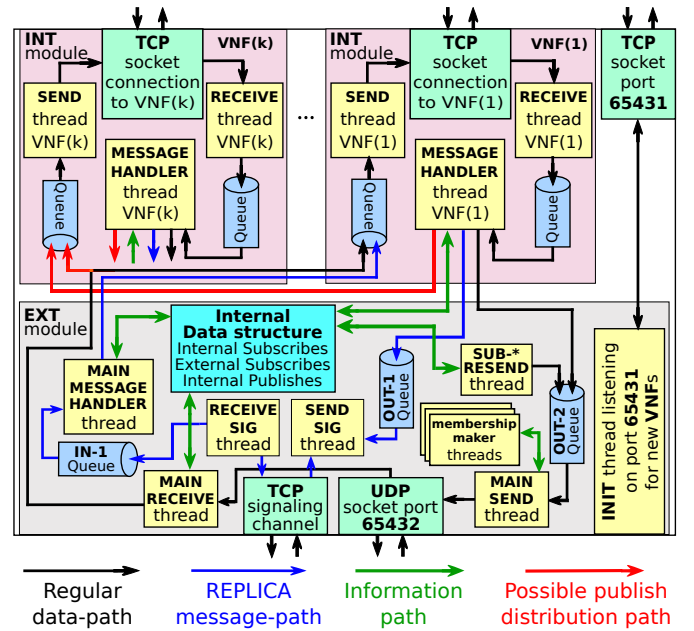 INT
module
VNF(k)
TCP
socket
connection
to VNF(k)
SEND
thread
VNF(k)
RECEIVE
thread
VNF(k)
MESSAGE
HANDLER
thread
VNF(k)
Queue
Queue
...
INT
module
VNF(1)
TCP
socket
connection
to VNF(1)
SEND
thread
VNF(1)
RECEIVE
thread
VNF(1)
MESSAGE
HANDLER
thread
VNF(1)
Queue
Queue
TCP
socket
port
65431
EXT
module
Internal
Data structure
Internal Subscribes
External Subscribes
Internal Publishes
MAIN
MESSAGE
HANDLER
thread
IN-1
Queue
RECEIVE
SIG
thread
SEND
SIG
thread
OUT-1
Queue
SUB-*
RESEND
thread
OUT-2
Queue
membership
maker
threads
MAIN
RECEIVE
thread
TCP
signaling
channel
UDP
socket port
65432
MAIN
SEND
thread
INIT thread listening
on port 65431
for new VNFs
Regular
data-path
REPLICA
message-path
Information
path
Possible publish
distribution path